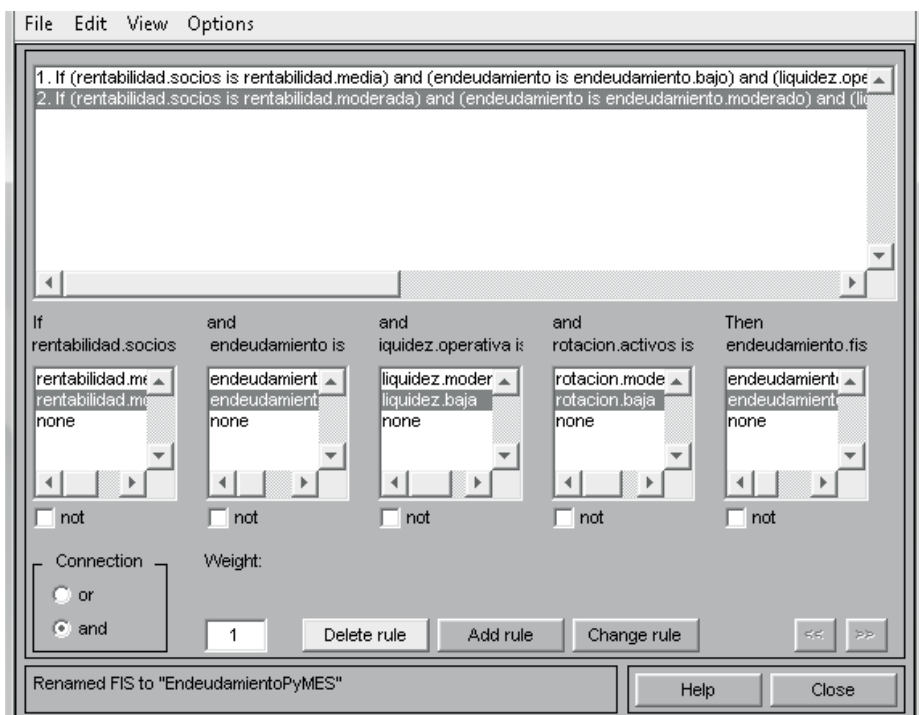 File Edit View Options
1. If (rentabilidad.socios is rentabilidad.media) and (endeudamiento is endeudamiento.bajo) and (liquidez.ope
2. If (rentabilidad.socios is rentabilidad.moderada) and (endeudamiento is endeudamiento.moderado) and (li
If and and and Then
rentabilidad.socios endeudamiento is iquidez.operativa is rotacion.activos is endeudamiento.fis
rentabilidad.me endeudamient liquidez.moder rotacion.mode endeudamient
rentabilidad.mo endeudamient liquidez.baja rotacion.baja endeudamient
none none none none none
not not not not not
Connection Weight:
or
and 1 Delete rule Add rule Change rule << >>
Renamed FIS to "EndeudamientoPyMES" Help Close